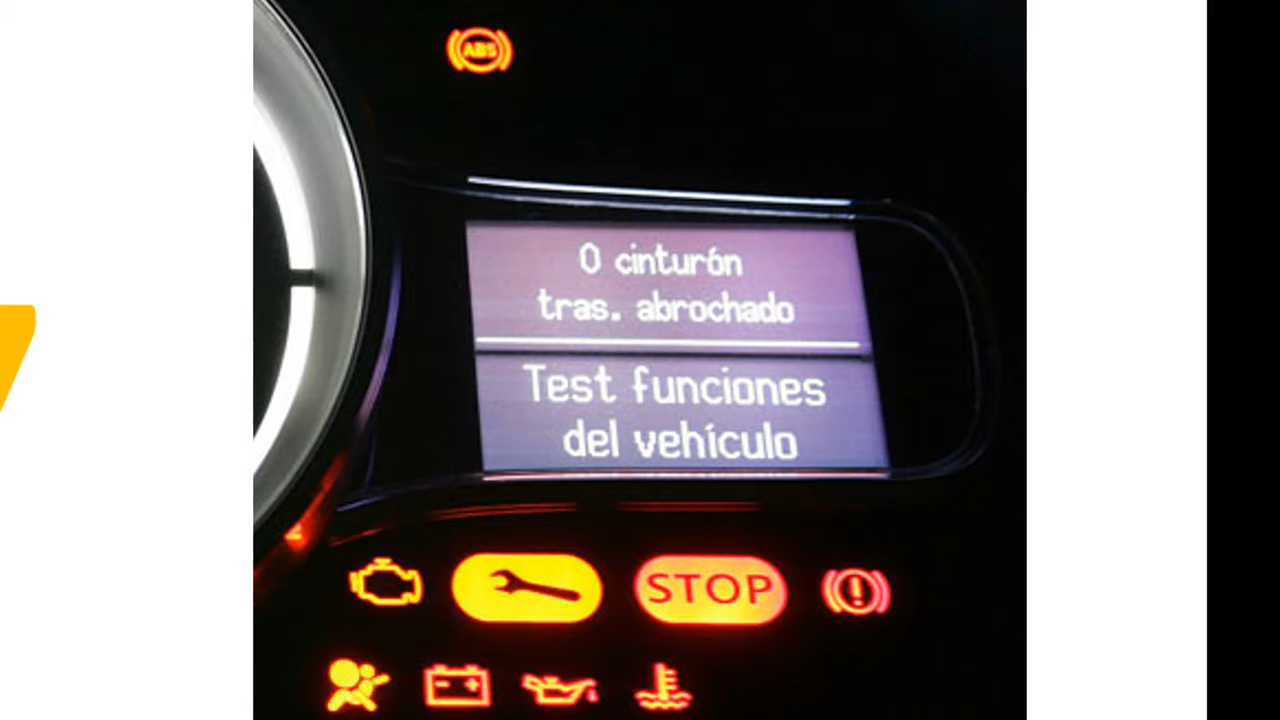 ABS
0 cinturón
tras. abrochado
Test funciones
del vehículo
STOP